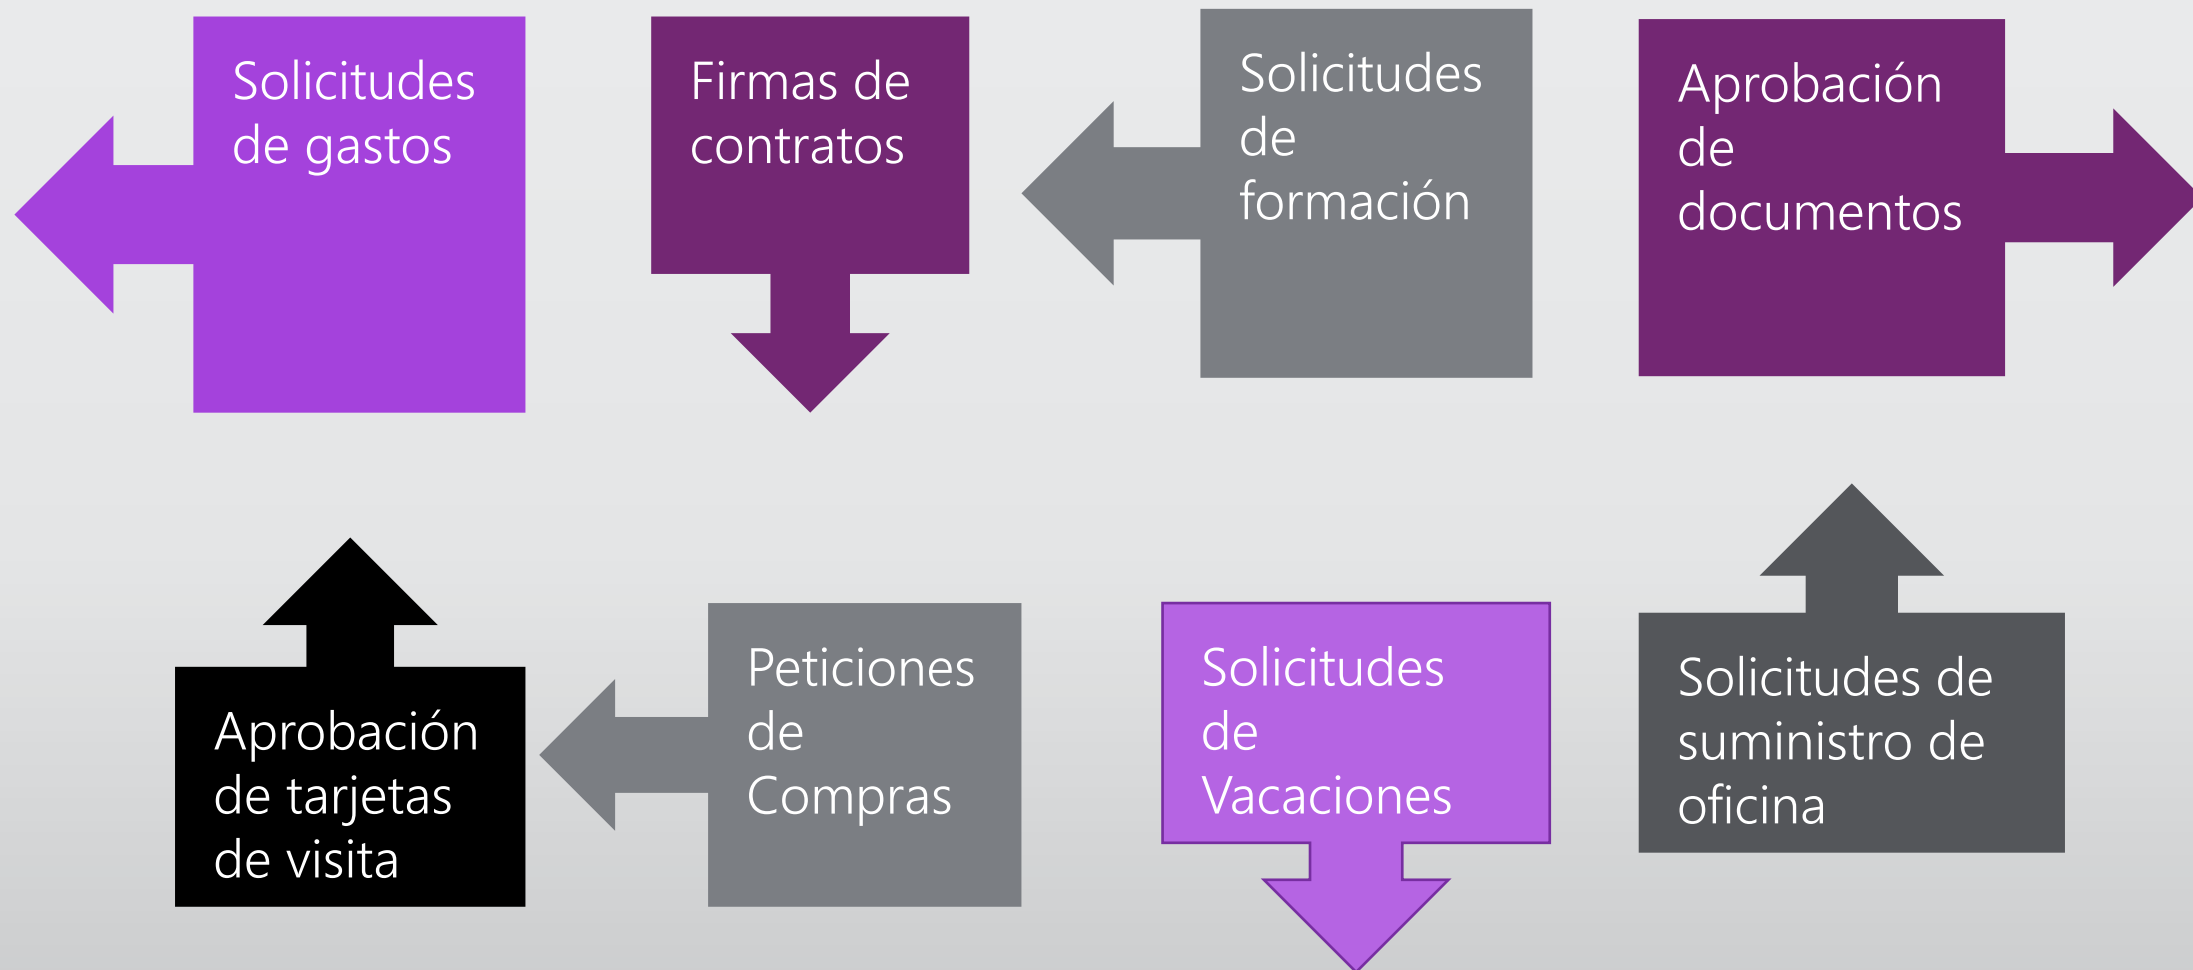 Solicitudes
de gastos
Firmas de
contratos
Solicitudes
de
formación
Aprobación
de
documentos
Aprobación
de tarjetas
de visita
Peticiones
de
Compras
Solicitudes
de
Vacaciones
Solicitudes de
suministro de
oficina